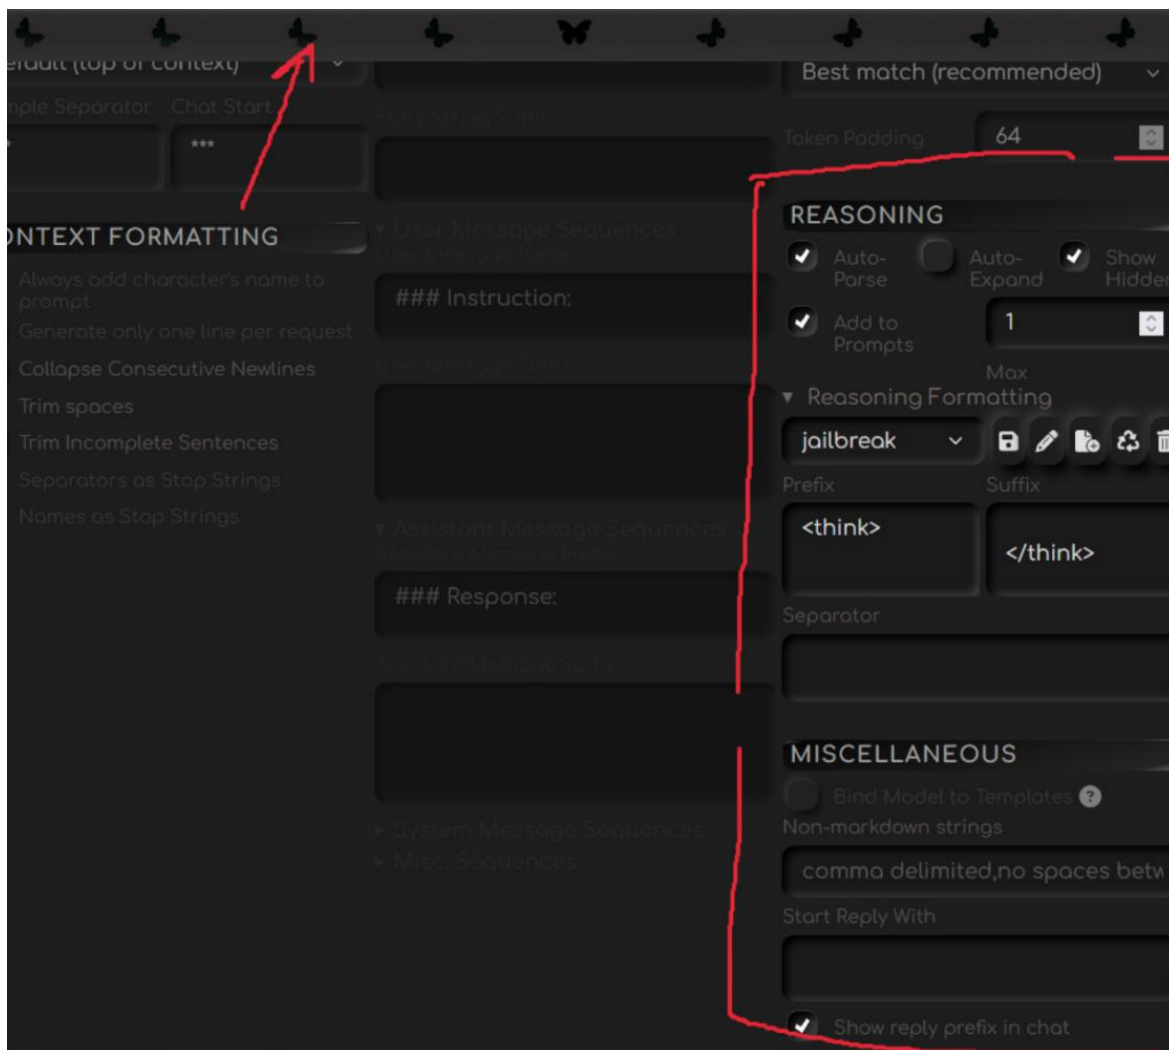 efault (top of context)
mple Separator Chat Start
***
CONTEXT FORMATTING
Always add character's name to
prompt
Generate only one line per request
Collapse Consecutive Newlines
Trim spaces
Trim Incomplete Sentences
Separators as Stop Strings
Names as Stop Strings
Story String Suffix
▾ User Message Sequences
User Message Prefix
### Instruction:
User Message Suffix
▾ Assistant Message Sequences
Assistant Message Prefix
### Response:
Assistant Message Suffix
▸ System Message Sequences
▸ Misc. Sequences
Best match (recommended)
Token Padding 64
REASONING
Auto-Parse
Auto-Expand
Show Hidden
Add to Prompts
1
Max
▾ Reasoning Formatting
jailbreak
Prefix Suffix
<think>
</think>
Separator
MISCELLANEOUS
Bind Model to Templates ?
Non-markdown strings
comma delimited,no spaces betw
Start Reply With
Show reply prefix in chat